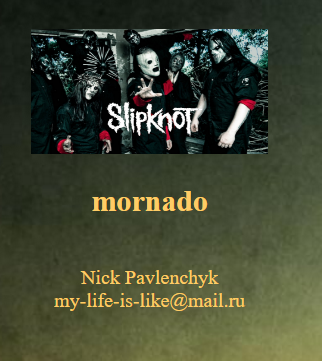 SlipknoT
mornado
Nick Pavlenchyk
my-life-is-like@mail.ru